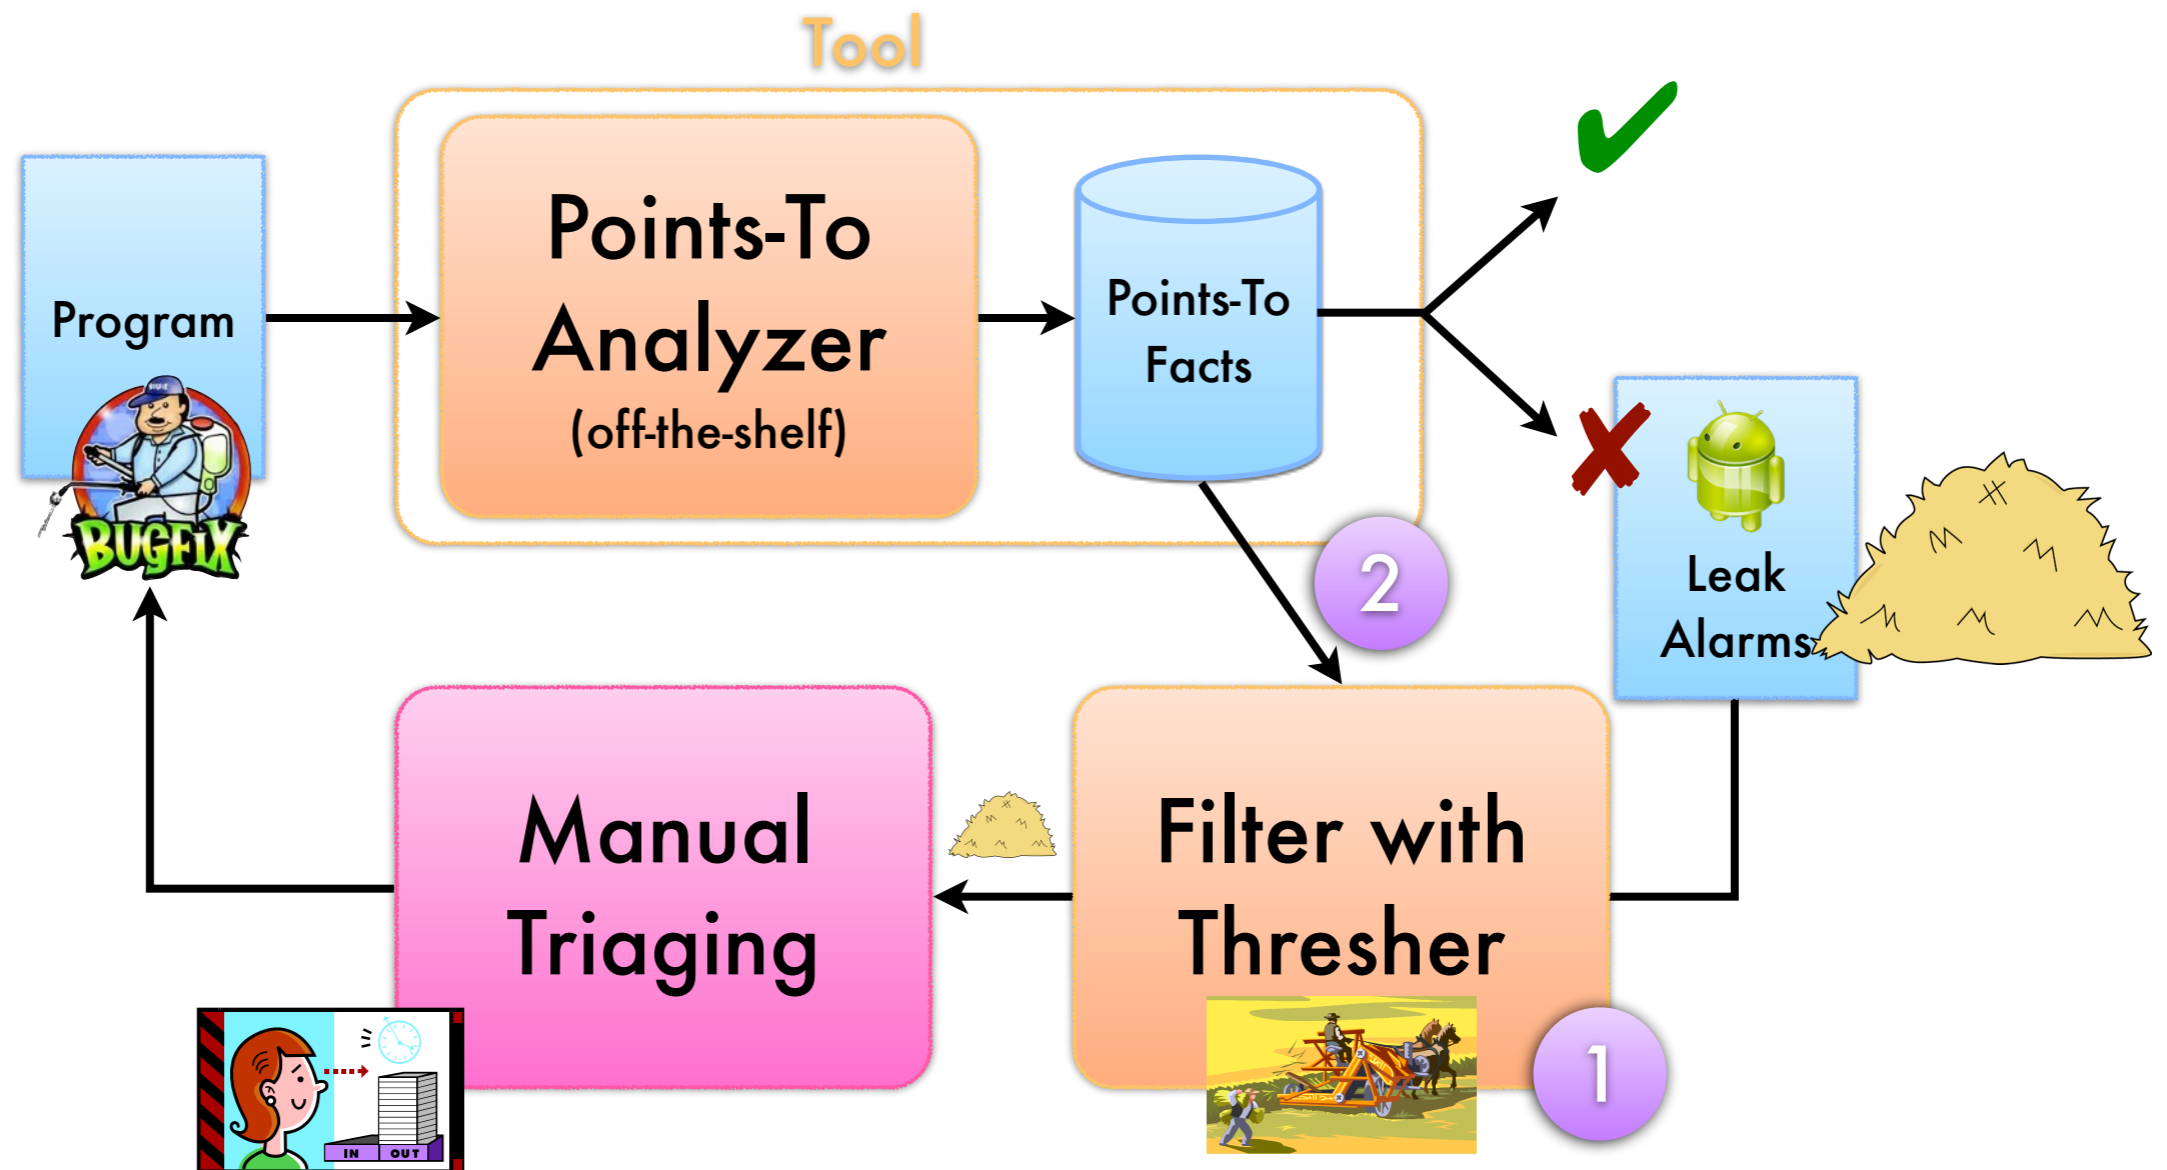 Tool
Program
BUGFIX
Points-To
Analyzer
(off-the-shelf)
Points-To
Facts
Leak
Alarms
2
Manual
Triaging
Filter with
Thresher
1
IN OUT